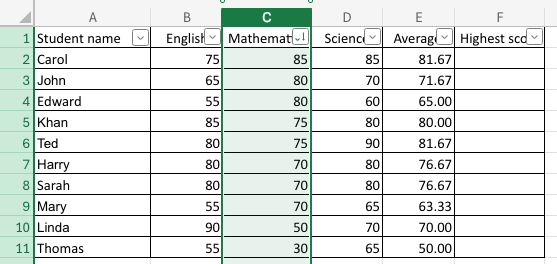 A B C D E F
1 Student name English Mathemat Science Average Highest sco
2 Carol 75 85 85 81.67
3 John 65 80 70 71.67
4 Edward 55 80 60 65.00
5 Khan 85 75 80 80.00
6 Ted 80 75 90 81.67
7 Harry 80 70 80 76.67
8 Sarah 80 70 80 76.67
9 Mary 55 70 65 63.33
10 Linda 90 50 70 70.00
11 Thomas 55 30 65 50.00